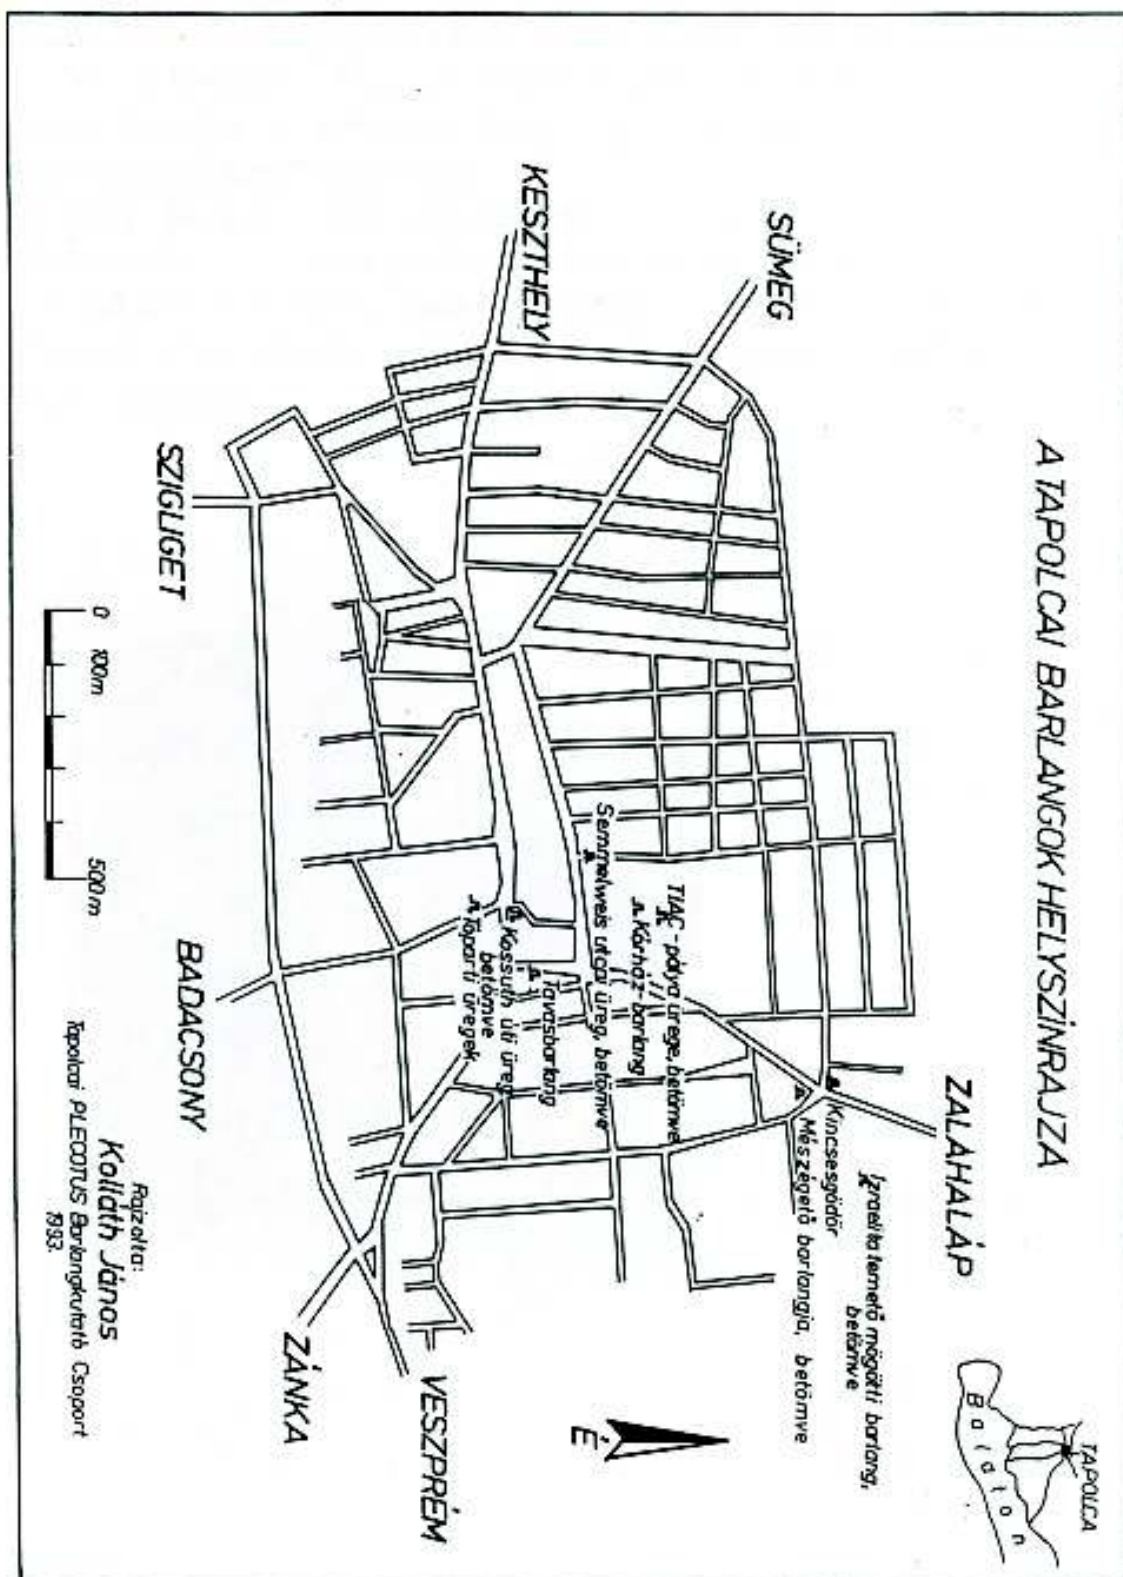 A TAPOLCAI BARLANGOK HELYSZÍNRAJZA
TAPOLCA
Balaton
SÜMEG
ZALAHALÁP
Izraelita temető mögötti barlang,
betömve
Kincsesgödör
Mészégető barlangja, betömve
TIAC-pálya ürege, betömve
Kórház-barlang
Semmelweis utcai üreg, betömve
Tavasbarlang
Kossuth úti üreg
betömve
Tóparti üregek
KESZTHELY
É
VESZPRÉM
ZÁNKA
SZIGLIGET
BADACSONY
0 100m 500m
Rajzolta:
Kolláth János
Tapolcai PLECOTUS Barlangkutató Csoport
1993.